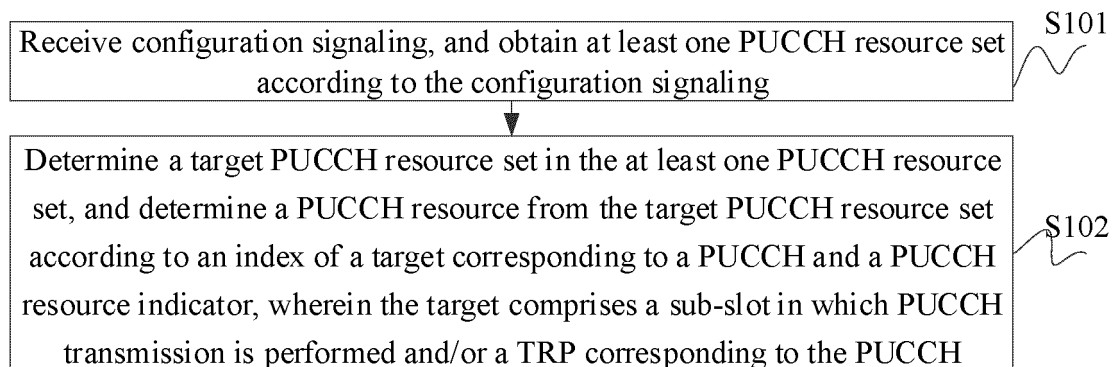 S101
Receive configuration signaling, and obtain at least one PUCCH resource set
according to the configuration signaling
Determine a target PUCCH resource set in the at least one PUCCH resource
set, and determine a PUCCH resource from the target PUCCH resource set
S102
according to an index of a target corresponding to a PUCCH and a PUCCH
resource indicator, wherein the target comprises a sub-slot in which PUCCH
transmission is performed and/or a TRP corresponding to the PUCCH